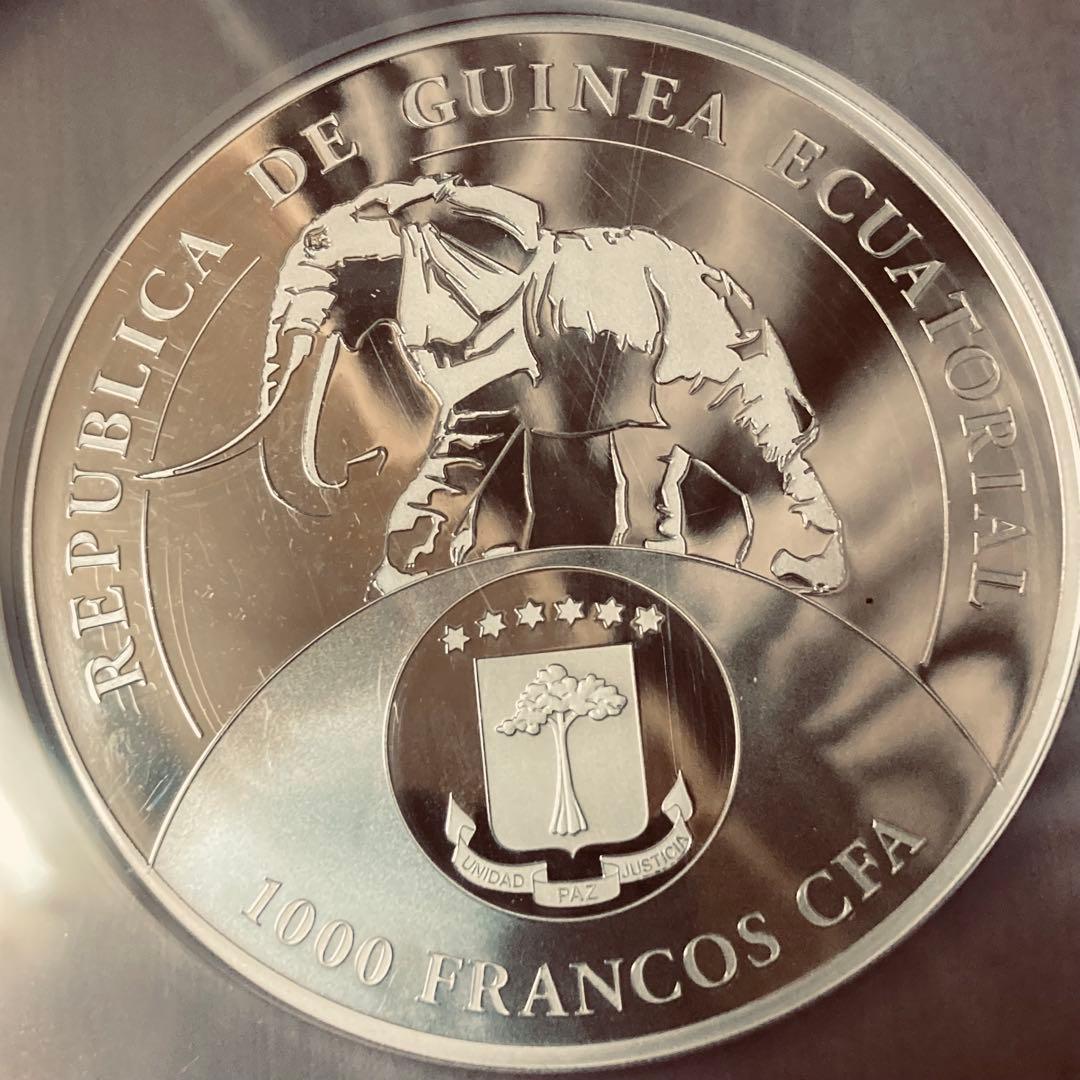 REPUBLICA DE GUINEA ECUATORIAL
UNIDAD PAZ JUSTICIA
1000 FRANCOS CFA